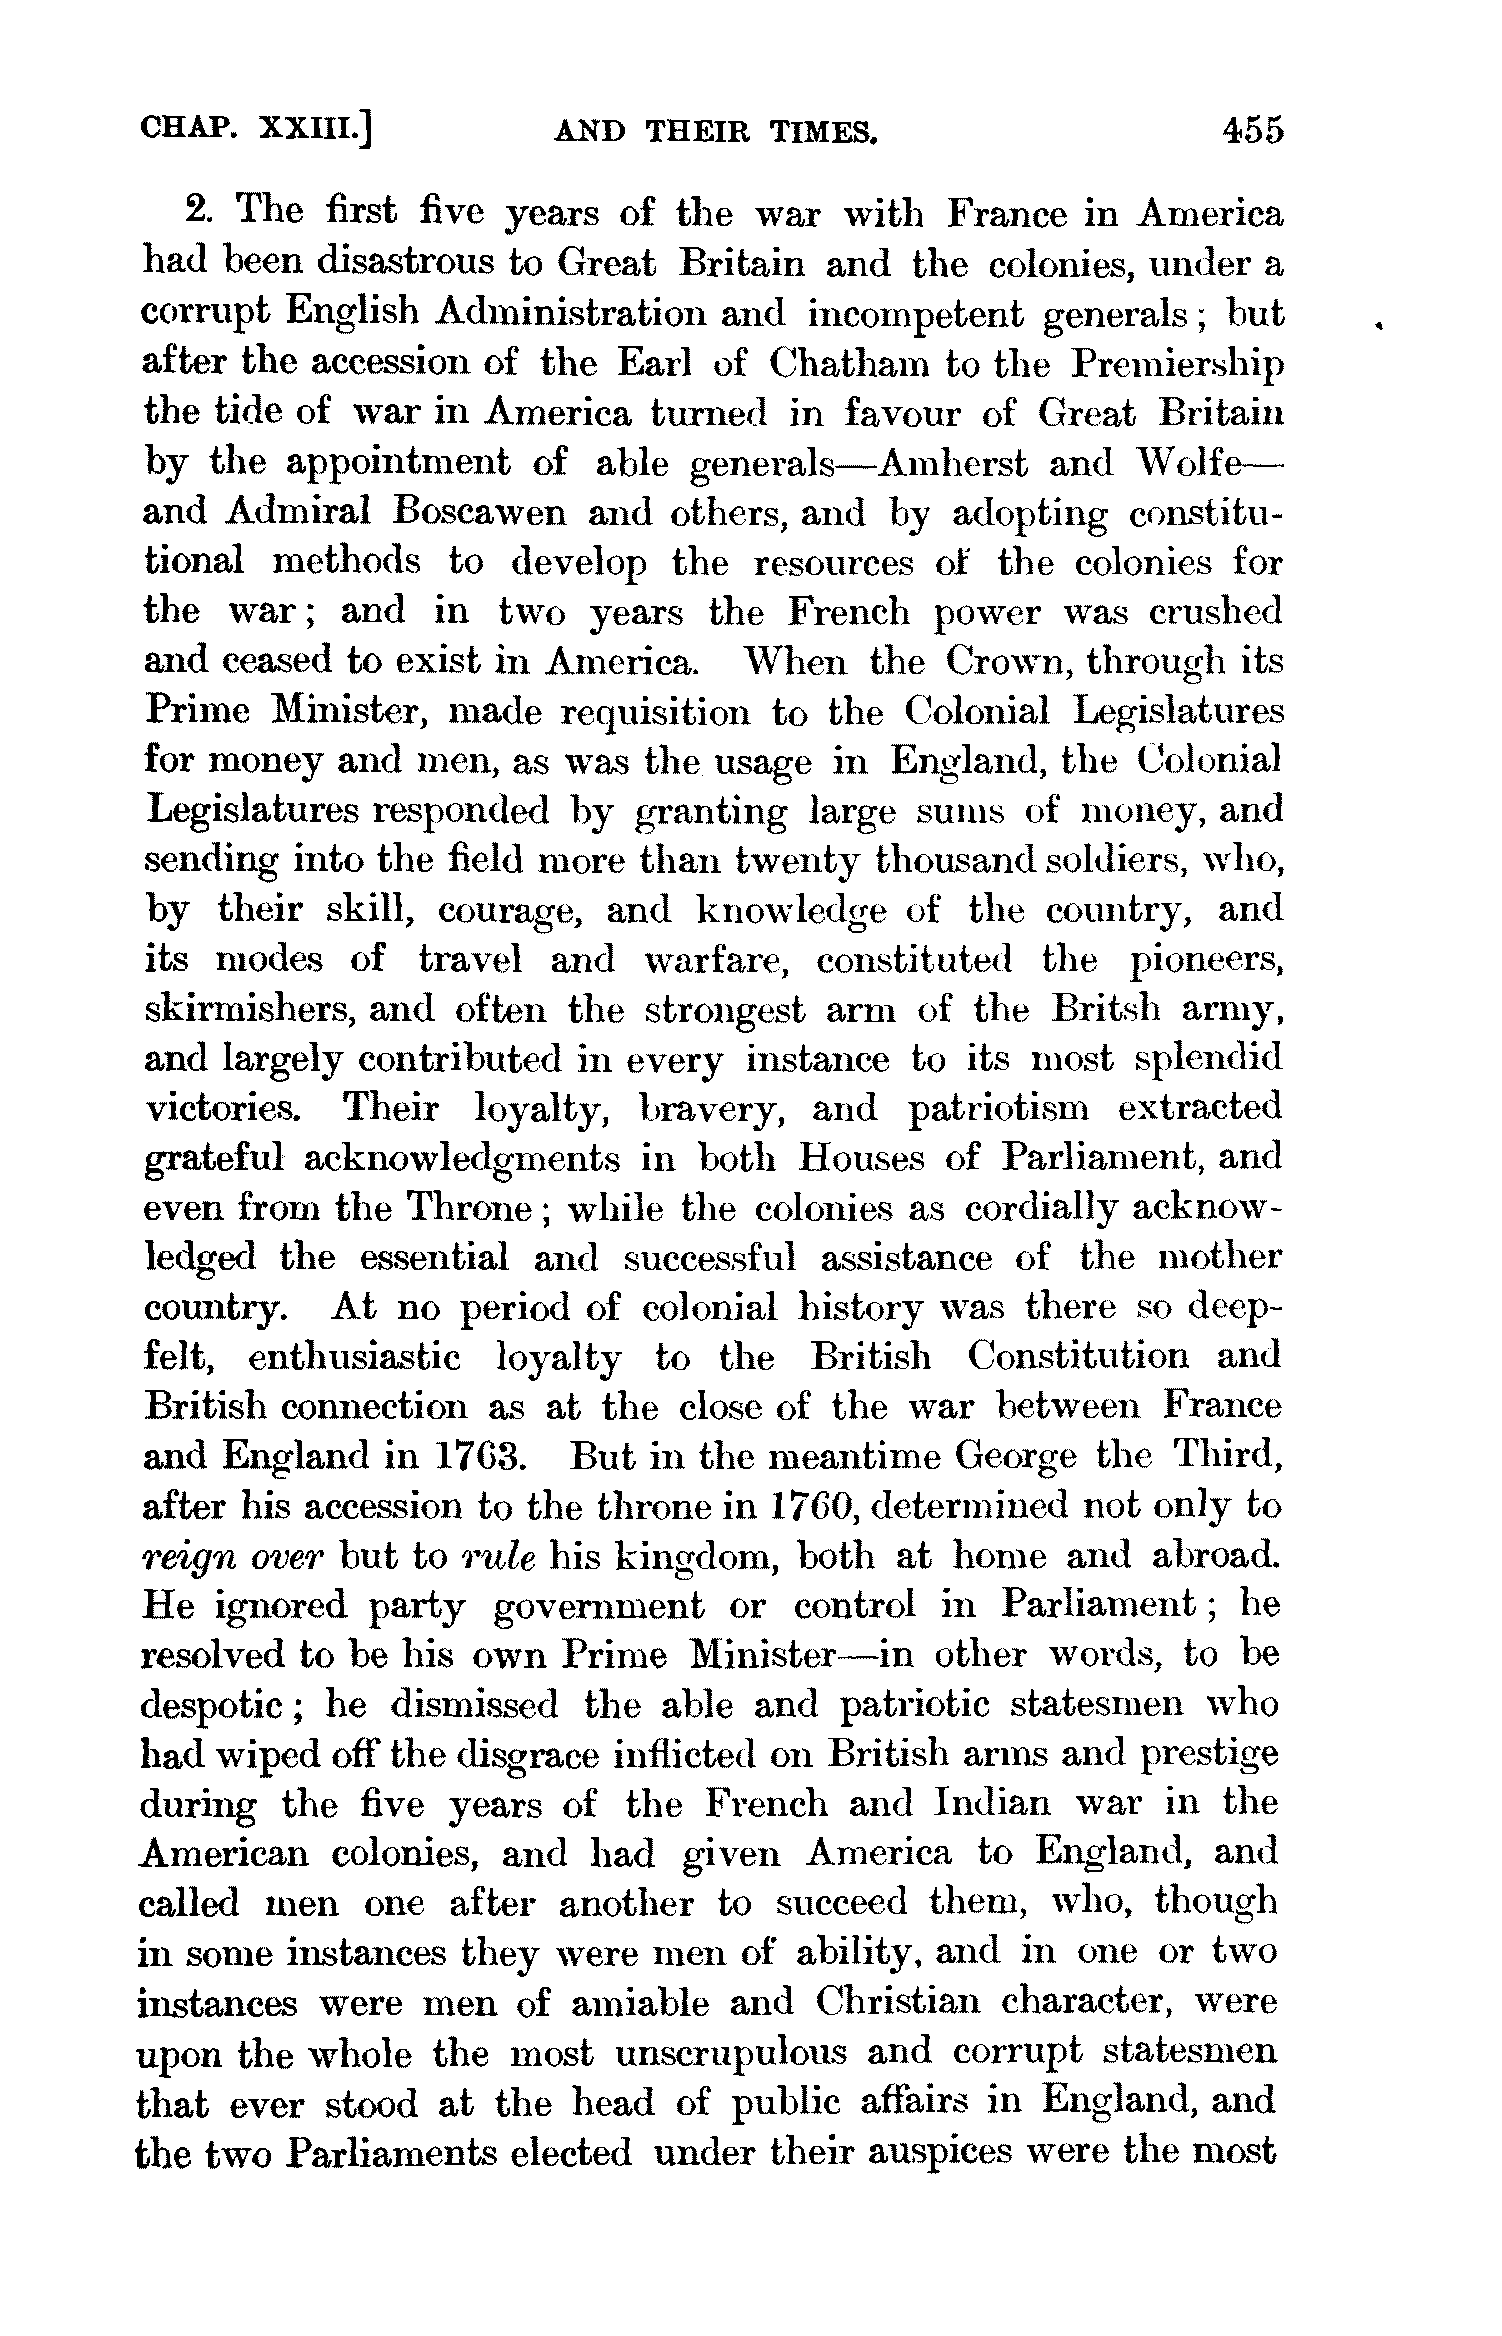 CHAP. XXIII.] AND THEIR TIMES. 455
2. The first five years of the war with France in America
had been disastrous to Great Britain and the colonies, under a
corrupt English Administration and incompetent generals; but
after the accession of the Earl of Chatham to the Premiership
the tide of war in America turned in favour of Great Britain
by the appointment of able generals—Amherst and Wolfe—
and Admiral Boscawen and others, and by adopting constitu-
tional methods to develop the resources of the colonies for
the war; and in two years the French power was crushed
and ceased to exist in America. When the Crown, through its
Prime Minister, made requisition to the Colonial Legislatures
for money and men, as was the usage in England, the Colonial
Legislatures responded by granting large sums of money, and
sending into the field more than twenty thousand soldiers, who,
by their skill, courage, and knowledge of the country, and
its modes of travel and warfare, constituted the pioneers,
skirmishers, and often the strongest arm of the Britsh army,
and largely contributed in every instance to its most splendid
victories. Their loyalty, bravery, and patriotism extracted
grateful acknowledgments in both Houses of Parliament, and
even from the Throne; while the colonies as cordially acknow-
ledged the essential and successful assistance of the mother
country. At no period of colonial history was there so deep-
felt, enthusiastic loyalty to the British Constitution and
British connection as at the close of the war between France
and England in 1763. But in the meantime George the Third,
after his accession to the throne in 1760, determined not only to
reign over but to rule his kingdom, both at home and abroad.
He ignored party government or control in Parliament; he
resolved to be his own Prime Minister—in other words, to be
despotic; he dismissed the able and patriotic statesmen who
had wiped off the disgrace inflicted on British arms and prestige
during the five years of the French and Indian war in the
American colonies, and had given America to England, and
called men one after another to succeed them, who, though
in some instances they were men of ability, and in one or two
instances were men of amiable and Christian character, were
upon the whole the most unscrupulous and corrupt statesmen
that ever stood at the head of public affairs in England, and
the two Parliaments elected under their auspices were the most